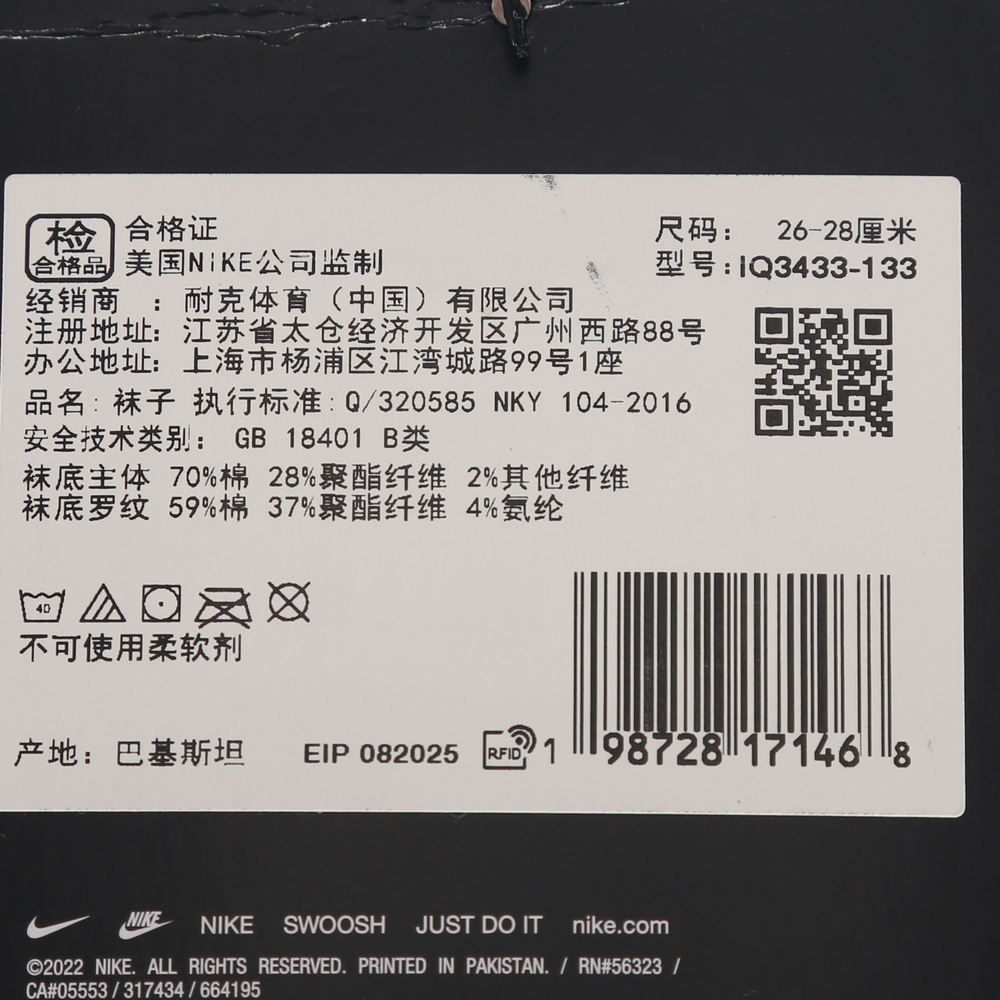 检 合格证 尺码： 26-28厘米
合格品 美国NIKE公司监制 型号：IQ3433-133
经销商 ：耐克体育（中国）有限公司
注册地址：江苏省太仓经济开发区广州西路88号
办公地址：上海市杨浦区江湾城路99号1座
品名：袜子 执行标准：Q/320585 NKY 104-2016
安全技术类别： GB 18401 B类
袜底主体 70%棉 28%聚酯纤维 2%其他纤维
袜底罗纹 59%棉 37%聚酯纤维 4%氨纶
40
不可使用柔软剂
产地：巴基斯坦 EIP 082025 RFID 1 98728 17146 8
NIKE NIKE SWOOSH JUST DO IT nike.com
©2022 NIKE. ALL RIGHTS RESERVED. PRINTED IN PAKISTAN. / RN#56323 /
CA#05553 / 317434 / 664195